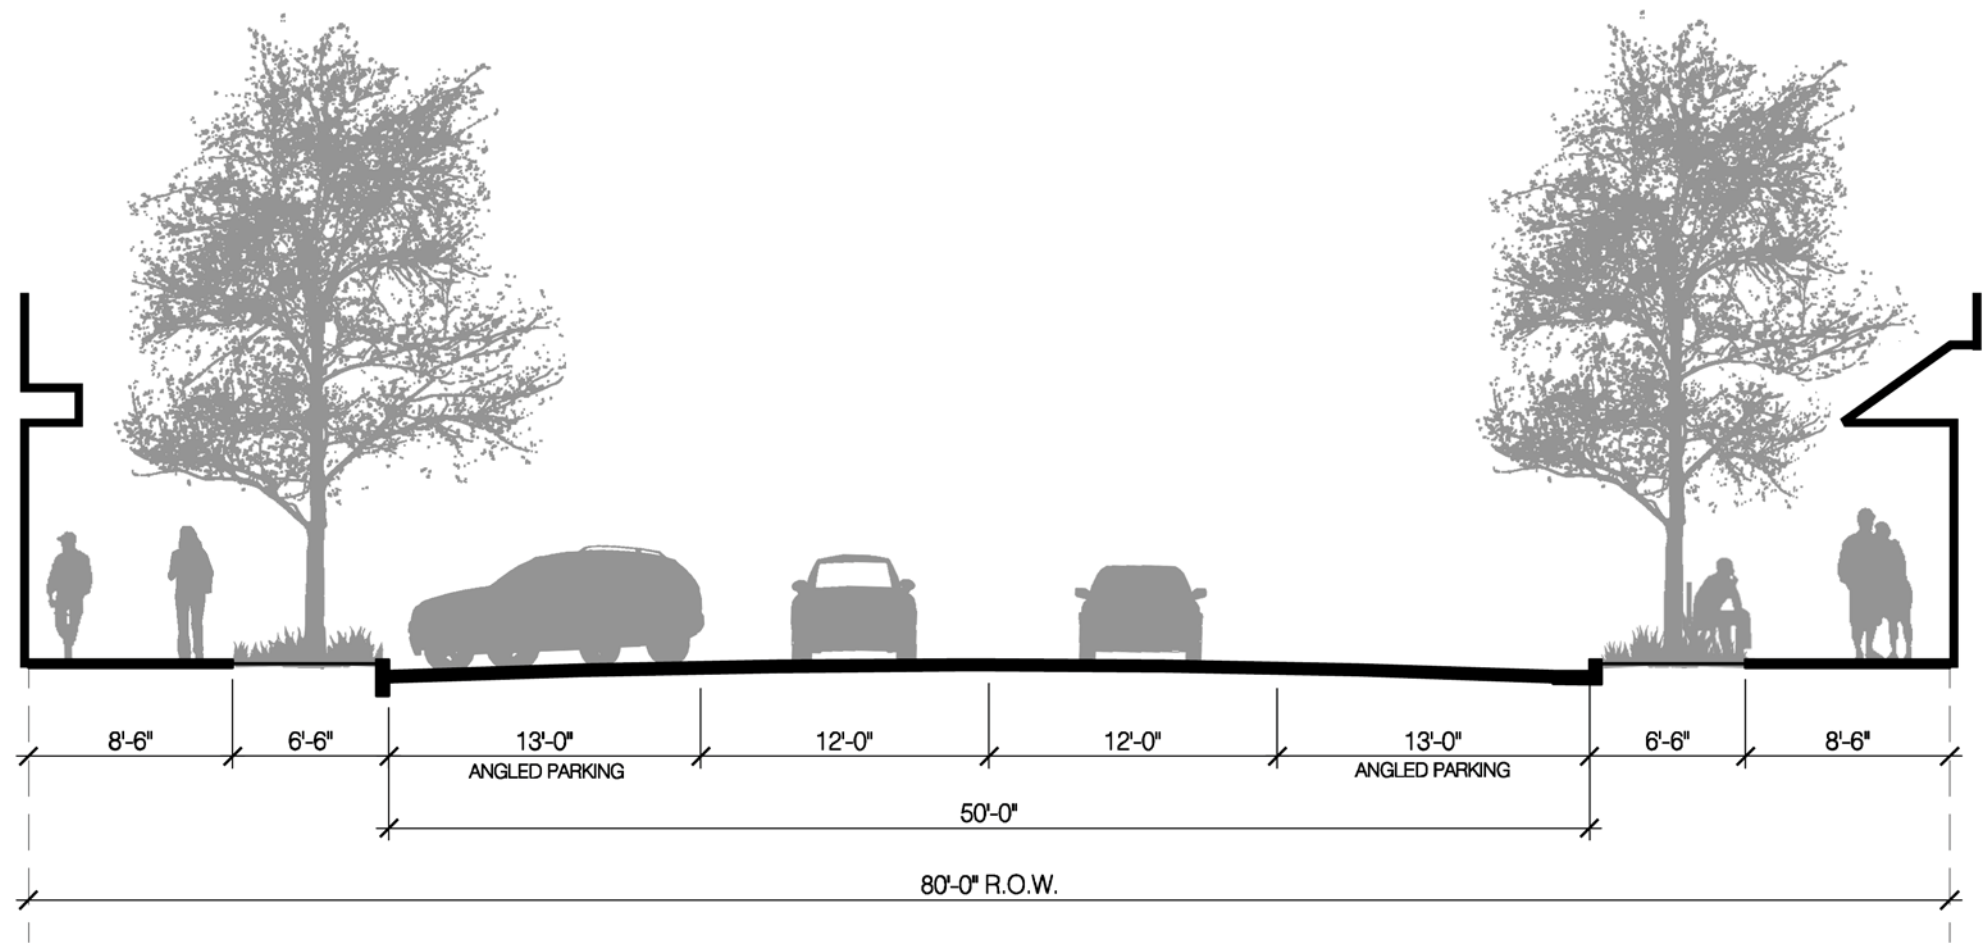 8'-6" 6'-6" 13'-0" 12'-0" 12'-0" 13'-0" 6'-6" 8'-6"
ANGLED PARKING ANGLED PARKING
50'-0"
80'-0" R.O.W.